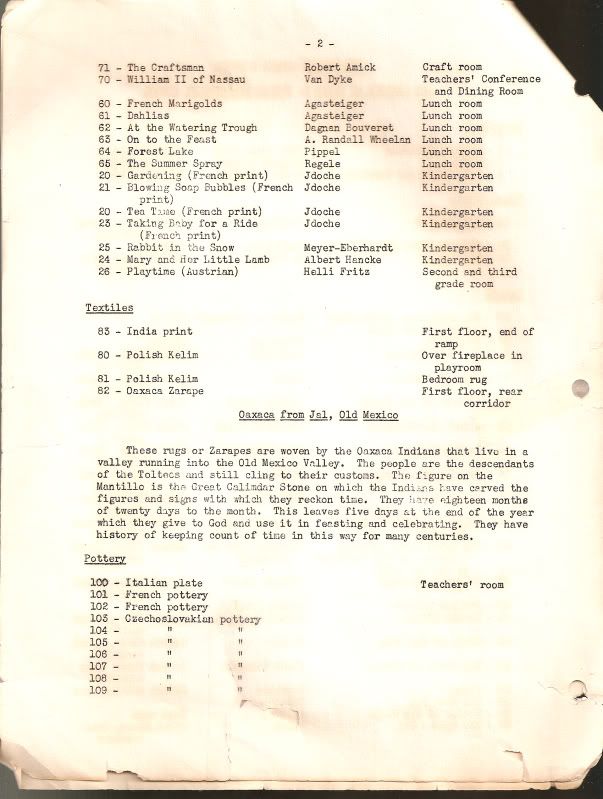 - 2 -
71 - The Craftsman Robert Amick Craft room
70 - William II of Nassau Van Dyke Teachers' Conference
and Dining Room
60 - French Marigolds Agasteiger Lunch room
61 - Dahlias Agasteiger Lunch room
62 - At the Watering Trough Dagnan Bouveret Lunch room
63 - On to the Feast A. Randall Wheelan Lunch room
64 - Forest Lake Pippel Lunch room
65 - The Summer Spray Regele Lunch room
20 - Gardening (French print) Jdoche Kindergarten
21 - Blowing Soap Bubbles (French Jdoche Kindergarten
print)
20 - Tea Time (French print) Jdoche Kindergarten
23 - Taking Baby for a Ride Jdoche Kindergarten
(French print)
25 - Rabbit in the Snow Meyer-Eberhardt Kindergarten
24 - Mary and Her Little Lamb Albert Hancke Kindergarten
26 - Playtime (Austrian) Helli Fritz Second and third
grade room
Textiles
83 - India print First floor, end of
ramp
80 - Polish Kelim Over fireplace in
playroom
81 - Polish Kelim Bedroom rug
82 - Oaxaca Zarape First floor, rear
corridor
Oaxaca from Jal, Old Mexico
These rugs or Zarapes are woven by the Oaxaca Indians that live in a
valley running into the Old Mexico Valley. The people are the descendants
of the Toltecs and still cling to their customs. The figure on the
Mantillo is the Great Calindar Stone on which the Indians have carved the
figures and signs with which they reckon time. They have eighteen months
of twenty days to the month. This leaves five days at the end of the year
which they give to God and use it in feasting and celebrating. They have
history of keeping count of time in this way for many centuries.
Pottery
100 - Italian plate Teachers' room
101 - French pottery
102 - French pottery
103 - Czechoslovakian pottery
104 - " "
105 - " "
106 - " "
107 - " "
108 - " "
109 - " "